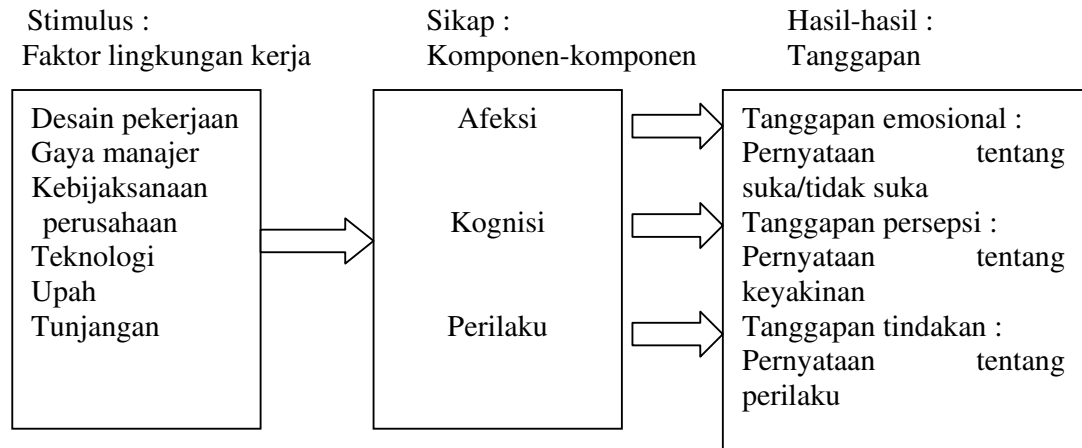 Stimulus :
Faktor lingkungan kerja
Sikap :
Komponen-komponen
Hasil-hasil :
Tanggapan
Desain pekerjaan
Gaya manajer
Kebijaksanaan
perusahaan
Teknologi
Upah
Tunjangan
Afeksi
Kognisi
Perilaku
Tanggapan emosional :
Pernyataan tentang
suka/tidak suka
Tanggapan persepsi :
Pernyataan tentang
keyakinan
Tanggapan tindakan :
Pernyataan tentang
perilaku